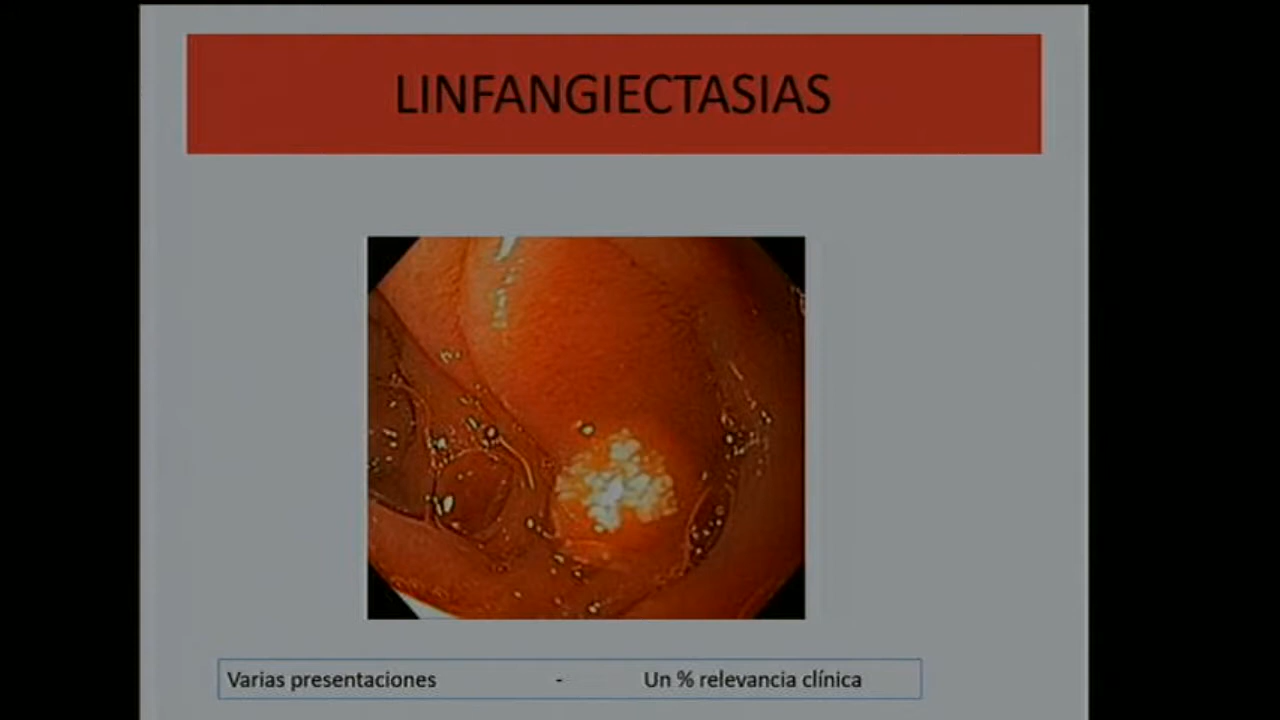 LINFANGIECTASIAS
Varias presentaciones - Un % relevancia clínica